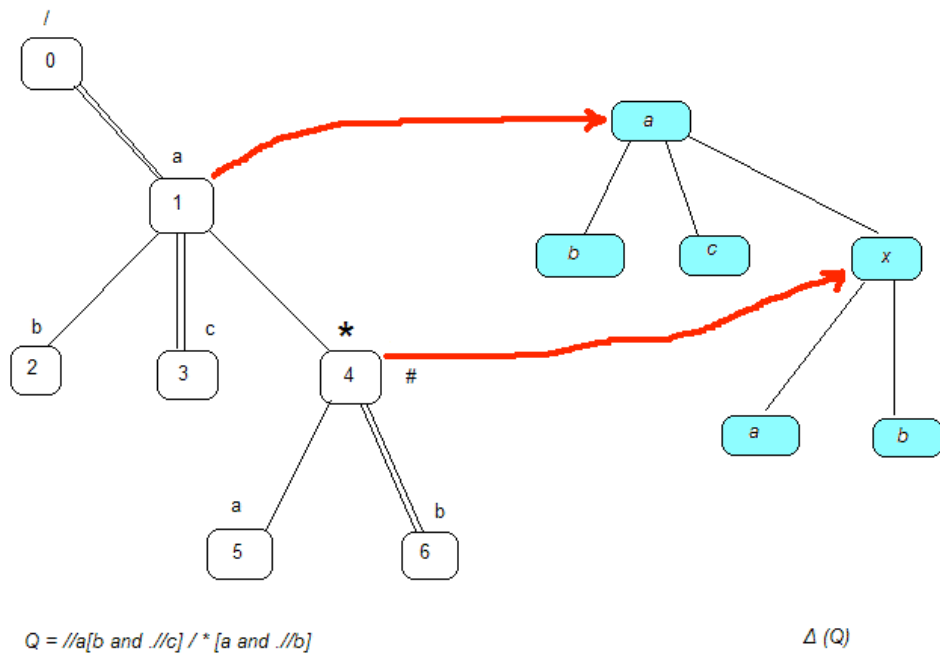 /
0
a
a
1
b
c
x
b
c
*
2
3
4
#
a
b
a
b
5
6
Q = //a[b and .//c] / * [a and .//b]
Δ (Q)